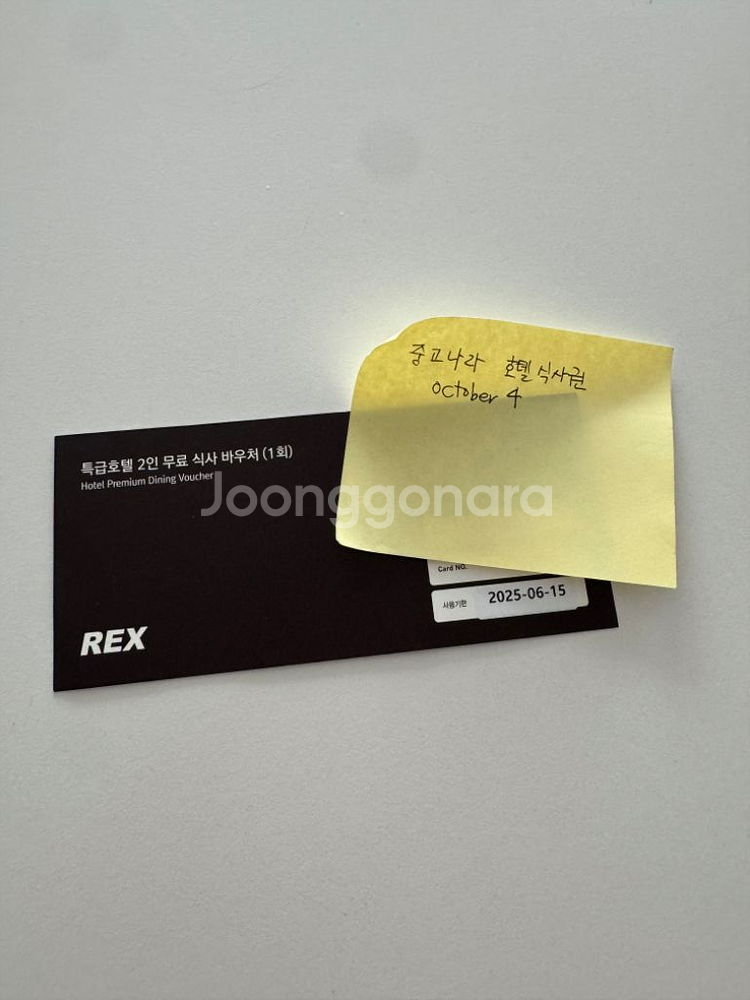 중고나라 호텔식사권
October 4
특급호텔 2인 무료 식사 바우처 (1회)
Hotel Premium Dining Voucher
Joonggonara
Card NO.
사용기한 2025-06-15
REX